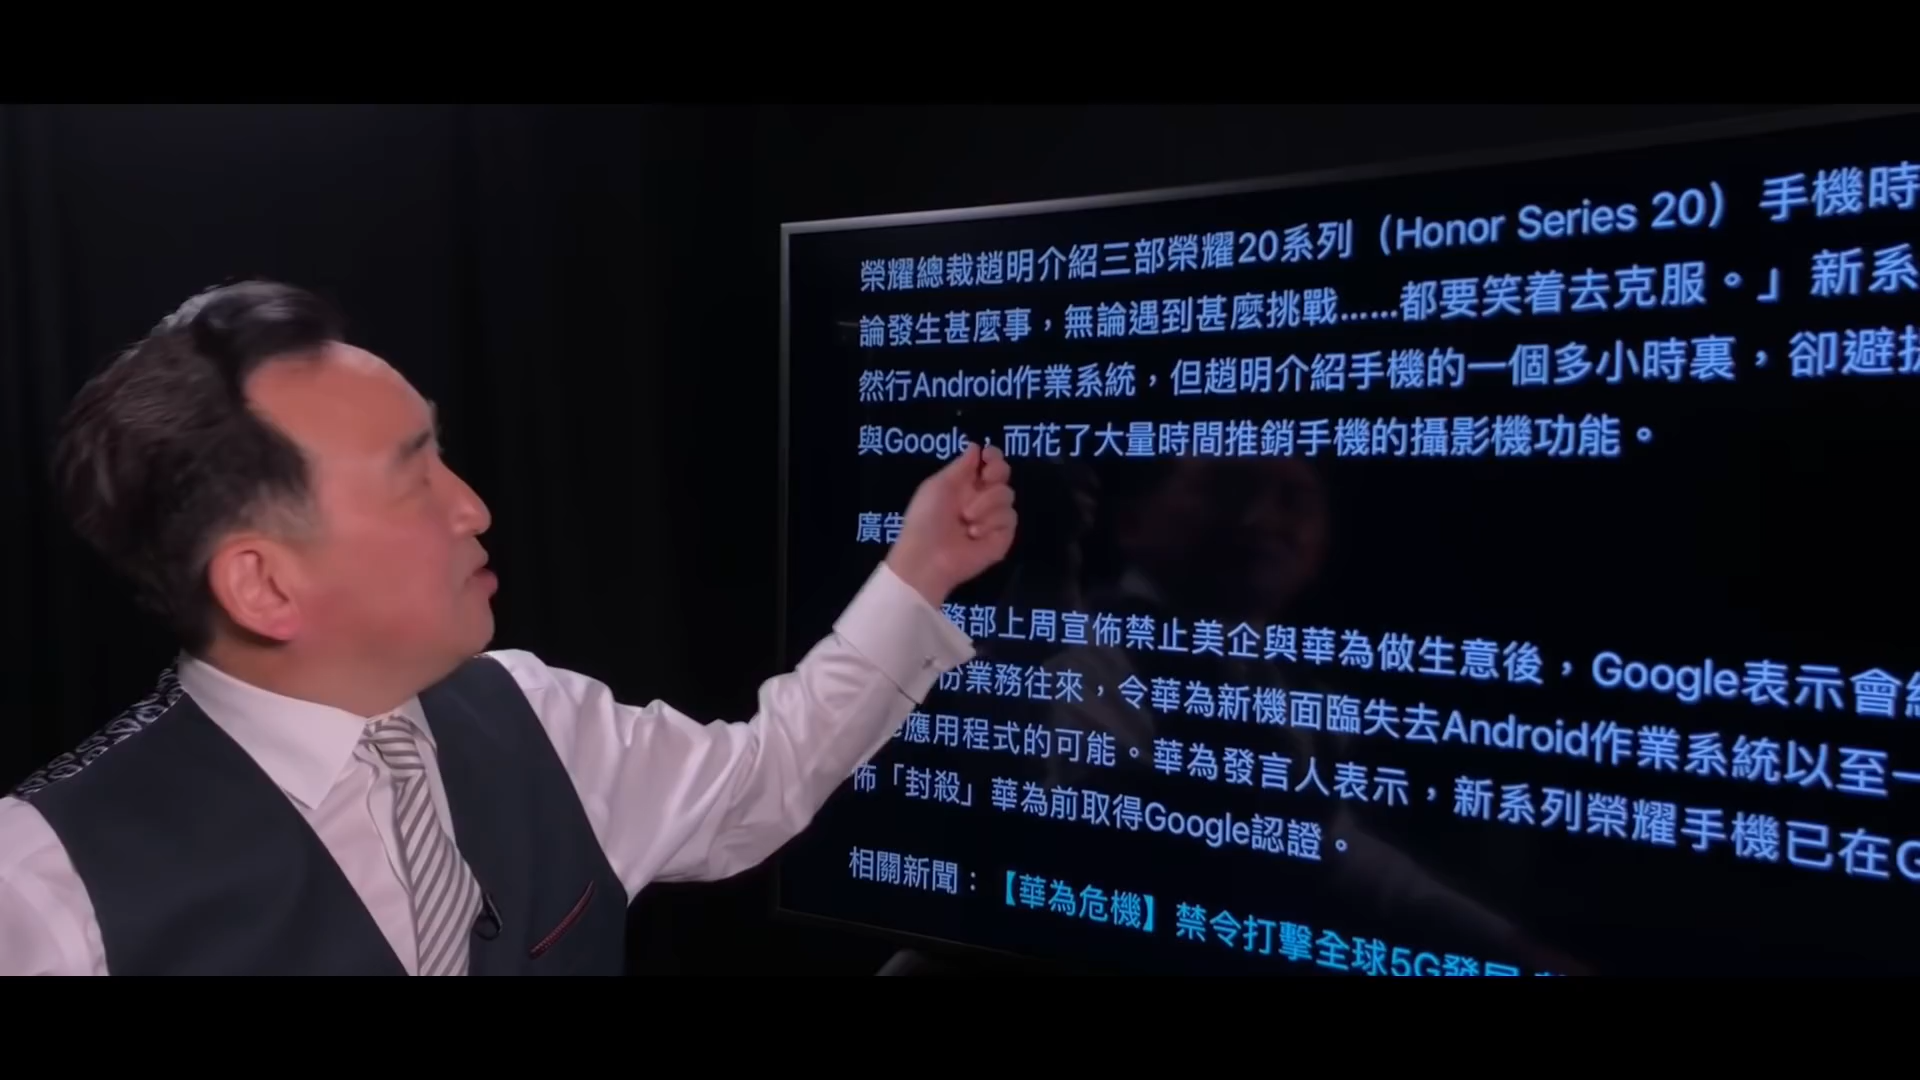 榮耀總裁趙明介紹三部榮耀20系列（Honor Series 20）手機時
論發生甚麼事，無論遇到甚麼挑戰……都要笑着去克服。」新系
然行Android作業系統，但趙明介紹手機的一個多小時裏，卻避
與Google，而花了大量時間推銷手機的攝影機功能。
廣告
務部上周宣佈禁止美企與華為做生意後，Google表示會
份業務往來，令華為新機面臨失去Android作業系統以至一
應用程式的可能。華為發言人表示，新系列榮耀手機已在G
佈「封殺」華為前取得Google認證。
相關新聞：【華為危機】禁令打擊全球5G發展